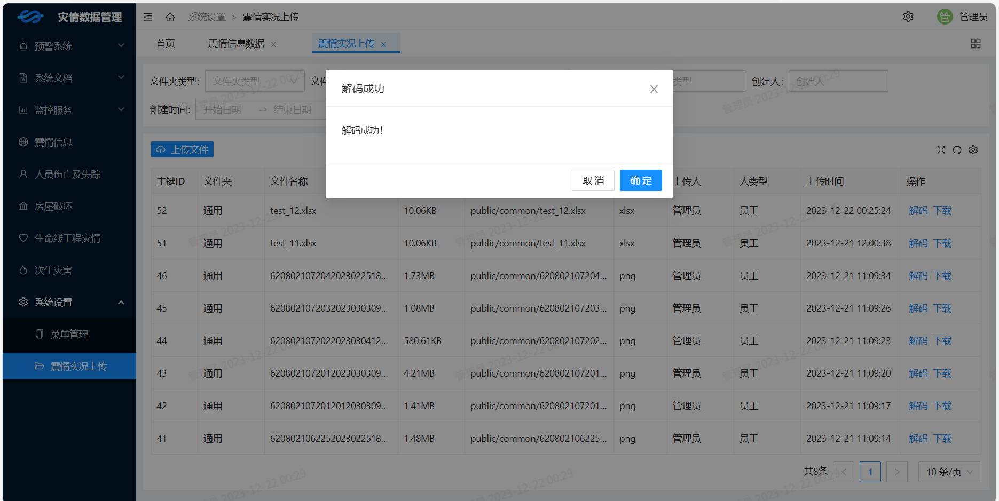 灾情数据管理
系统设置 > 震情实况上传
管理员
首页
震情信息数据
震情实况上传
预警系统
系统文档
监控服务
震情信息
人员伤亡及失踪
房屋破坏
生命线工程灾情
次生灾害
系统设置
菜单管理
震情实况上传
文件夹类型: 文件夹类型
创建人: 创建人
创建时间: 开始日期 → 结束日期
解码成功
解码成功!
取 消 确 定
上传文件
主键ID 文件夹 文件名称 上传人 人类型 上传时间 操作
52 通用 test_12.xlsx 10.06KB public/common/test_12.xlsx xlsx 管理员 员工 2023-12-22 00:25:24 解码 下载
51 通用 test_11.xlsx 10.06KB public/common/test_11.xlsx xlsx 管理员 员工 2023-12-21 12:00:38 解码 下载
46 通用 6208021072042023022518... 1.73MB public/common/620802107204... png 管理员 员工 2023-12-21 11:09:34 解码 下载
45 通用 6208021072032023030309... 1.08MB public/common/620802107203... png 管理员 员工 2023-12-21 11:09:26 解码 下载
44 通用 6208021072022023030412... 580.61KB public/common/620802107202... png 管理员 员工 2023-12-21 11:09:23 解码 下载
43 通用 6208021072012023030309... 4.21MB public/common/620802107201... png 管理员 员工 2023-12-21 11:09:20 解码 下载
42 通用 6208021072012012030309... 1.41MB public/common/620802107201... png 管理员 员工 2023-12-21 11:09:17 解码 下载
41 通用 6208021062252023022518... 1.48MB public/common/620802106225... png 管理员 员工 2023-12-21 11:09:14 解码 下载
共8条 < 1 > 10 条/页
管理员 2023-12-22 00:29